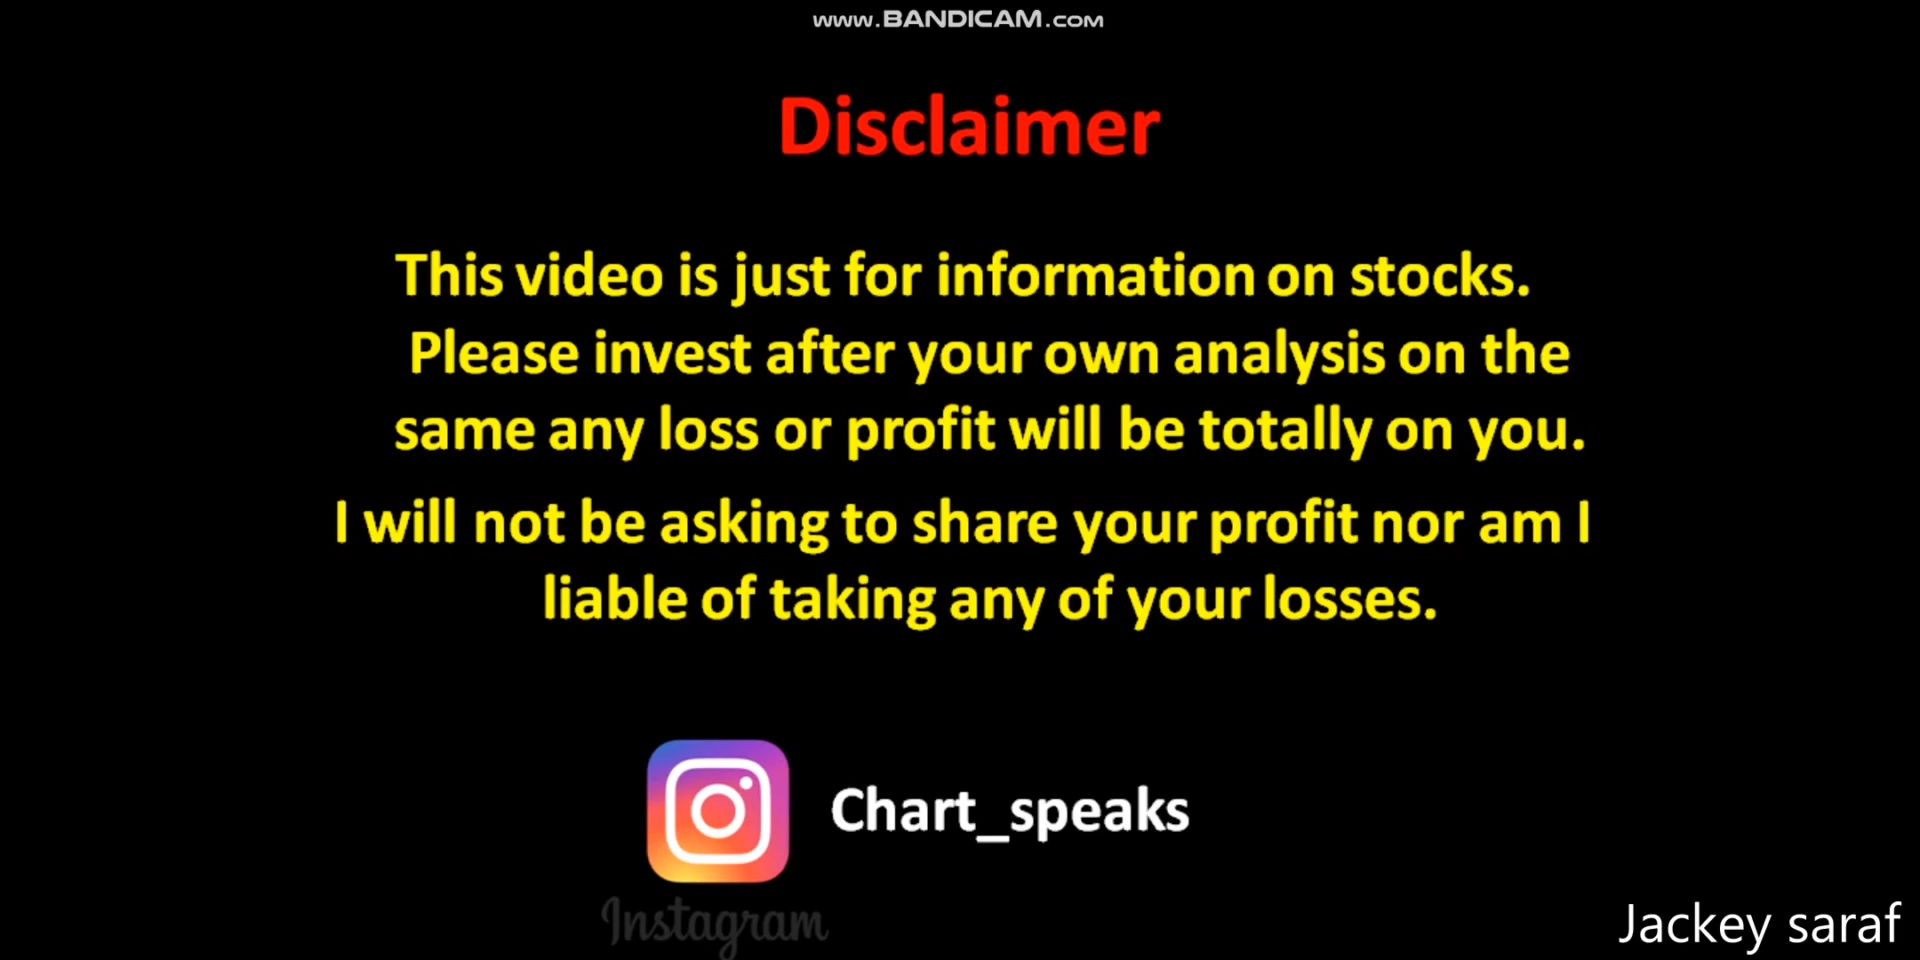 www.BANDICAM.com
Disclaimer
This video is just for information on stocks.
Please invest after your own analysis on the
same any loss or profit will be totally on you.
I will not be asking to share your profit nor am I
liable of taking any of your losses.
Chart_speaks
Instagram
Jackey saraf